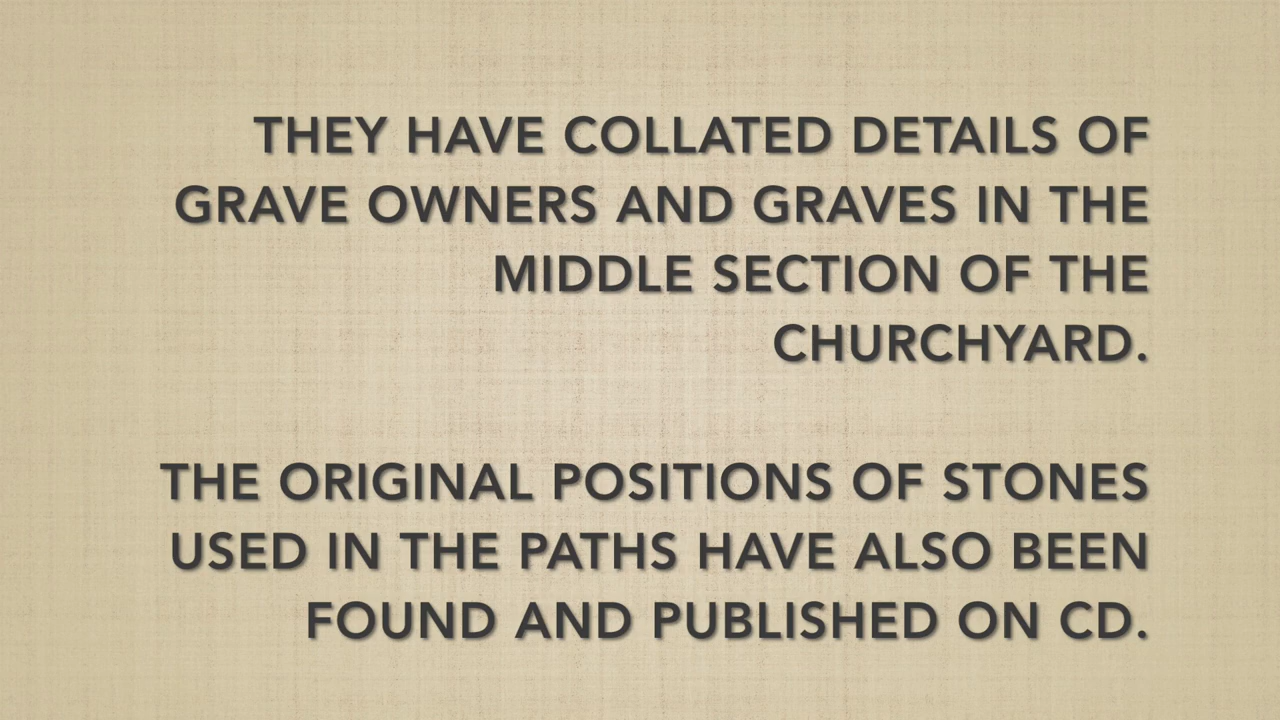 THEY HAVE COLLATED DETAILS OF
GRAVE OWNERS AND GRAVES IN THE
MIDDLE SECTION OF THE
CHURCHYARD.
THE ORIGINAL POSITIONS OF STONES
USED IN THE PATHS HAVE ALSO BEEN
FOUND AND PUBLISHED ON CD.